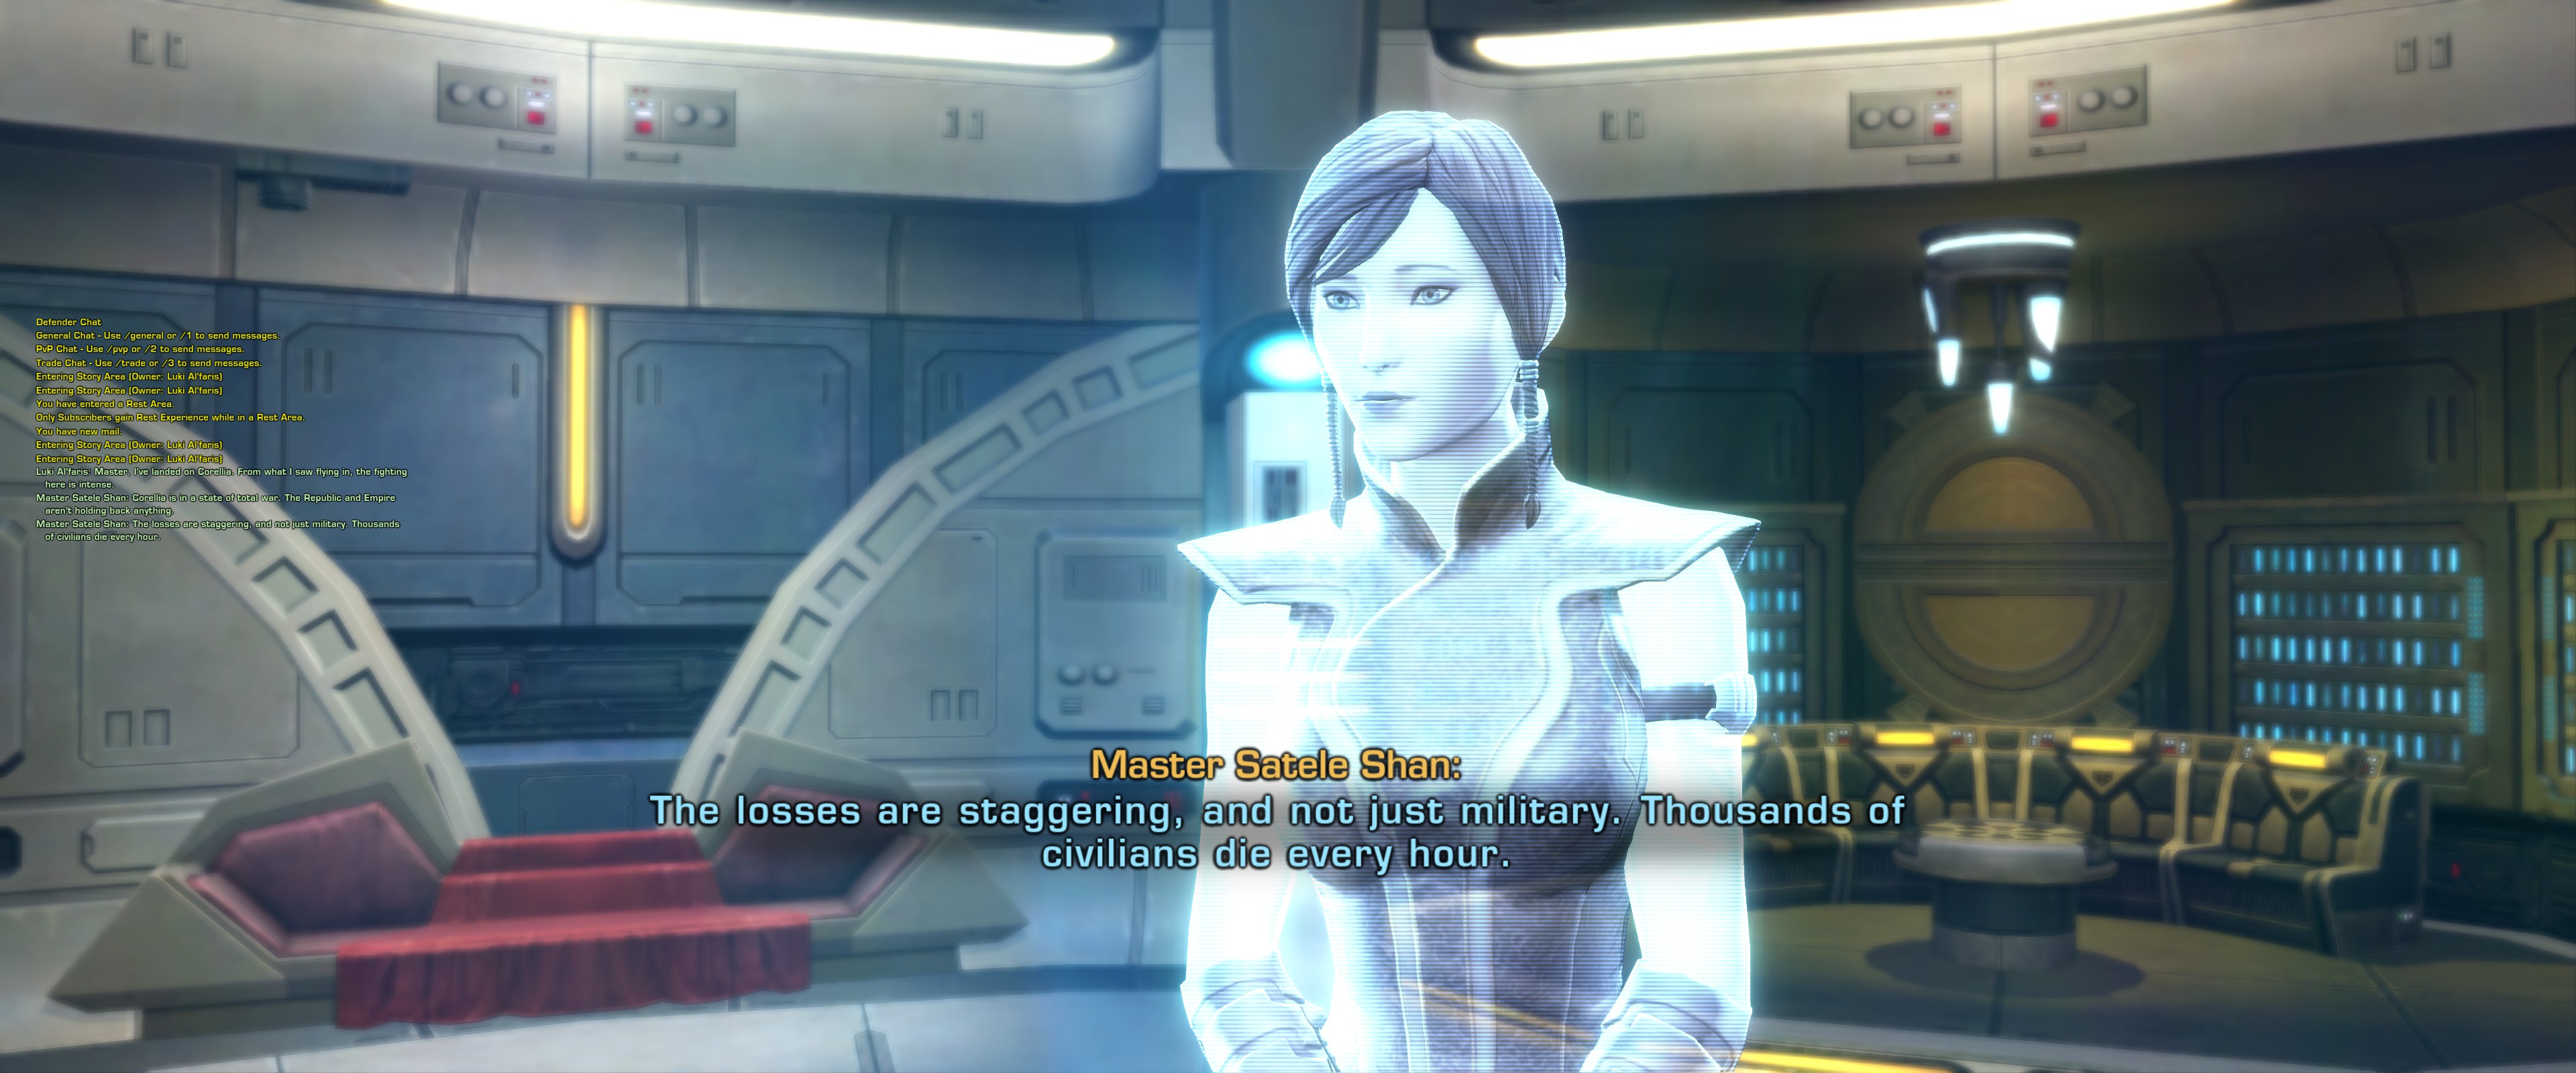 Defender Chat
General Chat - Use /general or /1 to send messages.
PvP Chat - Use /pvp or /2 to send messages.
Trade Chat - Use /trade or /3 to send messages.
Entering Story Area (Owner: Luki Al'faris)
Entering Story Area (Owner: Luki Al'faris)
You have entered a Rest Area.
Only Subscribers gain Rest Experience while in a Rest Area.
You have new mail.
Entering Story Area (Owner: Luki Al'faris)
Entering Story Area (Owner: Luki Al'faris)
Luki Al'faris: Master, I've landed on Corellia. From what I saw flying in, the fighting
here is intense.
Master Satele Shan: Corellia is in a state of total war. The Republic and Empire
aren't holding back anything.
Master Satele Shan: The losses are staggering, and not just military. Thousands
of civilians die every hour.
Master Satele Shan:
The losses are staggering, and not just military. Thousands of
civilians die every hour.